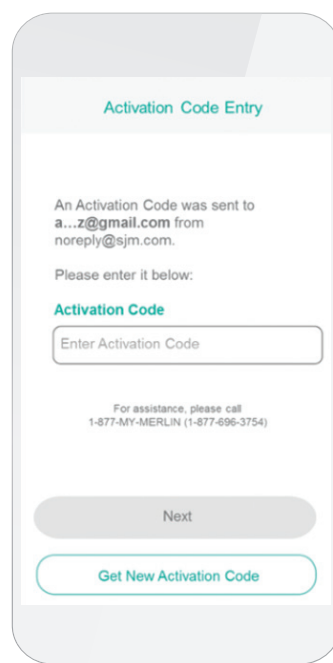 Activation Code Entry
An Activation Code was sent to
a...z@gmail.com from
noreply@sjm.com.
Please enter it below:
Activation Code
Enter Activation Code
For assistance, please call
1-877-MY-MERLIN (1-877-696-3754)
Next
Get New Activation Code